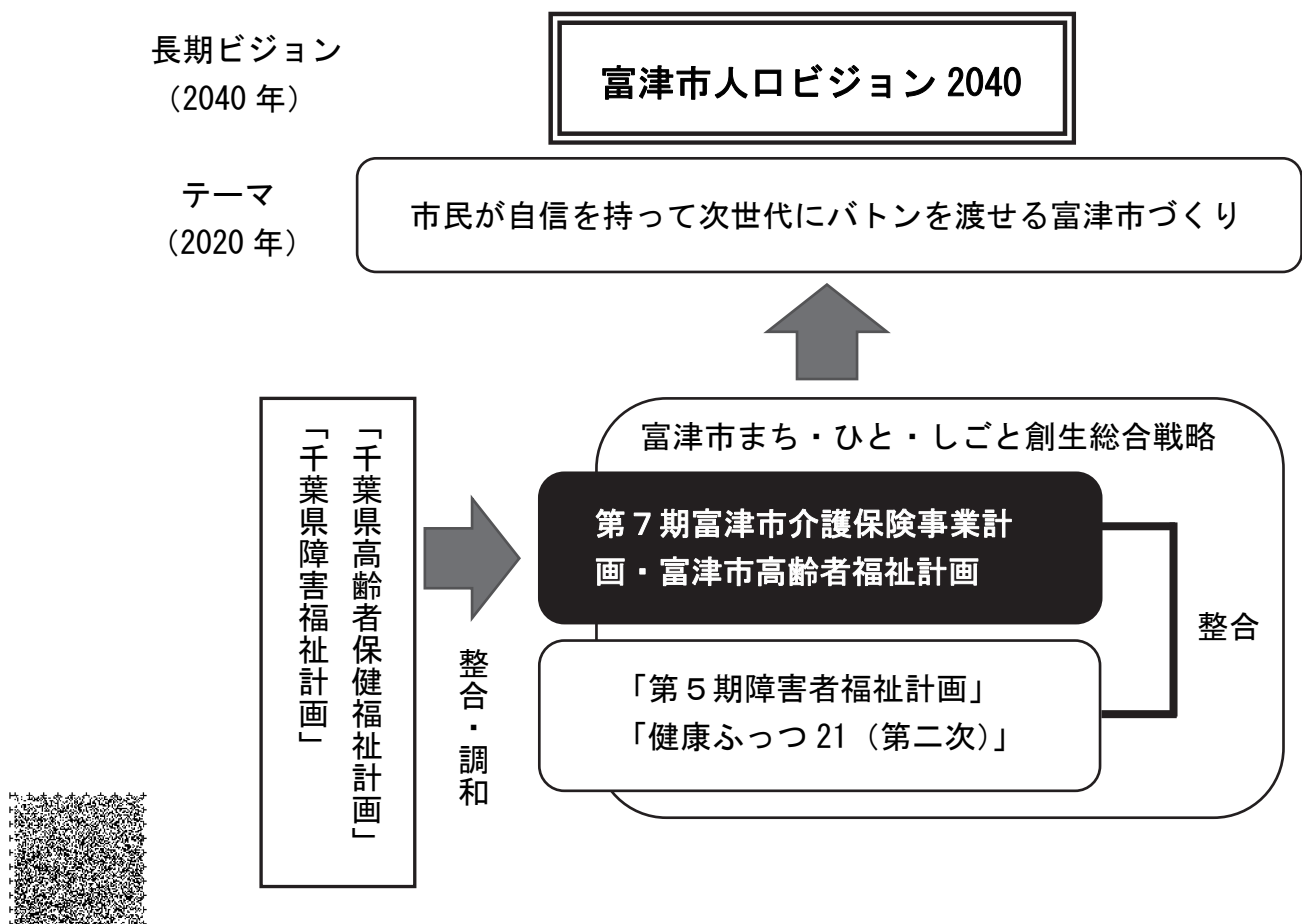 長期ビジョン
（2040 年）
富津市人口ビジョン 2040
テーマ
（2020 年）
市民が自信を持って次世代にバトンを渡せる富津市づくり
「千葉県高齢者保健福祉計画」
「千葉県障害福祉計画」
整合・調和
富津市まち・ひと・しごと創生総合戦略
第７期富津市介護保険事業計
画・富津市高齢者福祉計画
「第５期障害者福祉計画」
「健康ふっつ 21（第二次）」
整合